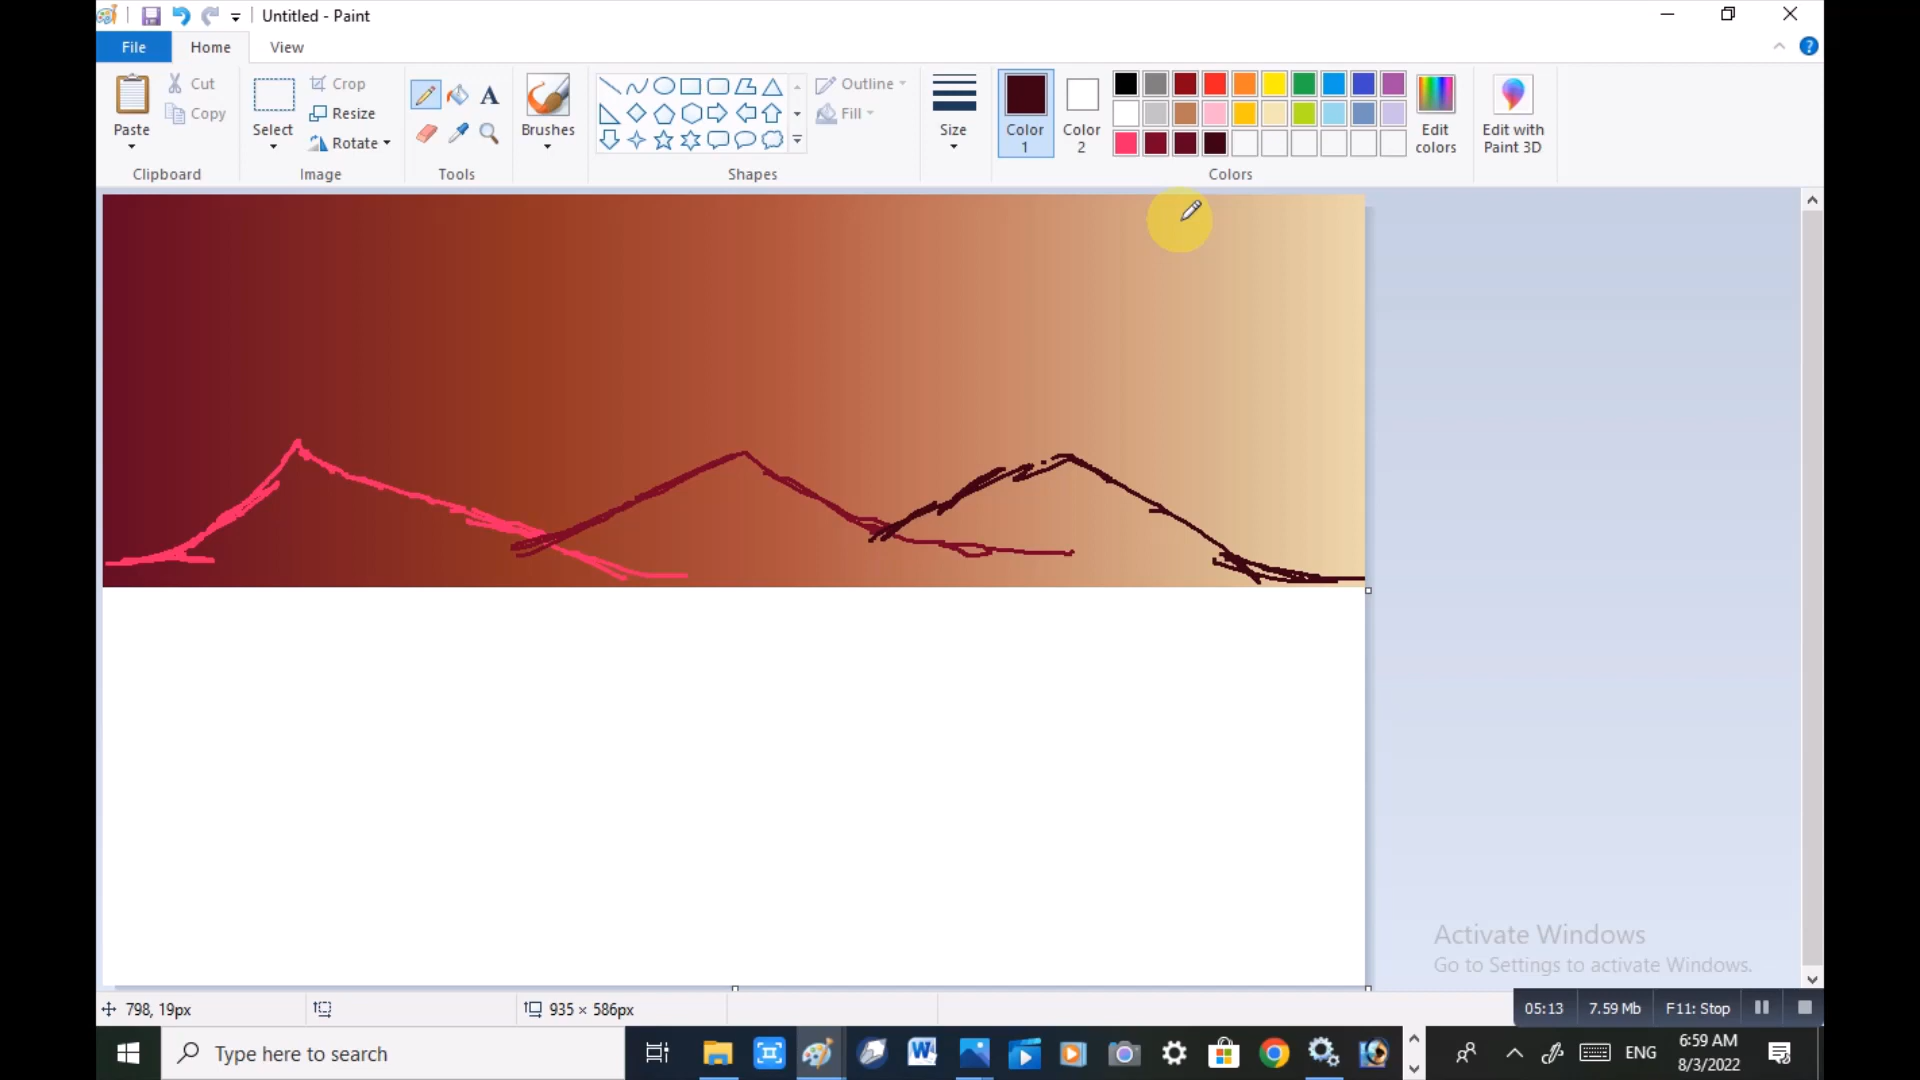 Untitled - Paint
File Home View
Paste
Cut
Copy
Clipboard
Select
Crop
Resize
Rotate
Image
A
Tools
Brushes
Outline
Fill
Shapes
Size
Color
1
Color
2
Edit
colors
Colors
Edit with
Paint 3D
Activate Windows
Go to Settings to activate Windows.
798, 19px
935 × 586px
05:13 7.59 Mb F11: Stop
Type here to search
ENG
6:59 AM
8/3/2022